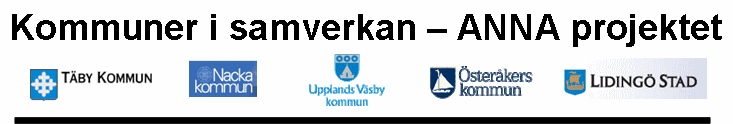 Kommuner i samverkan – ANNA projektet
TÄBY KOMMUN
Nacka
kommun
Upplands Väsby
kommun
Österåkers
kommun
LIDINGÖ STAD